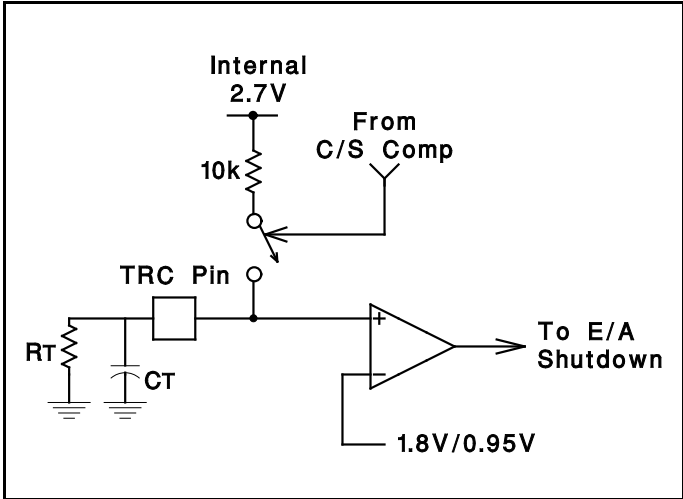 Internal
2.7V
From
C/S Comp
10k
TRC Pin
+
To E/A
Shutdown
RT
CT
−
1.8V/0.95V